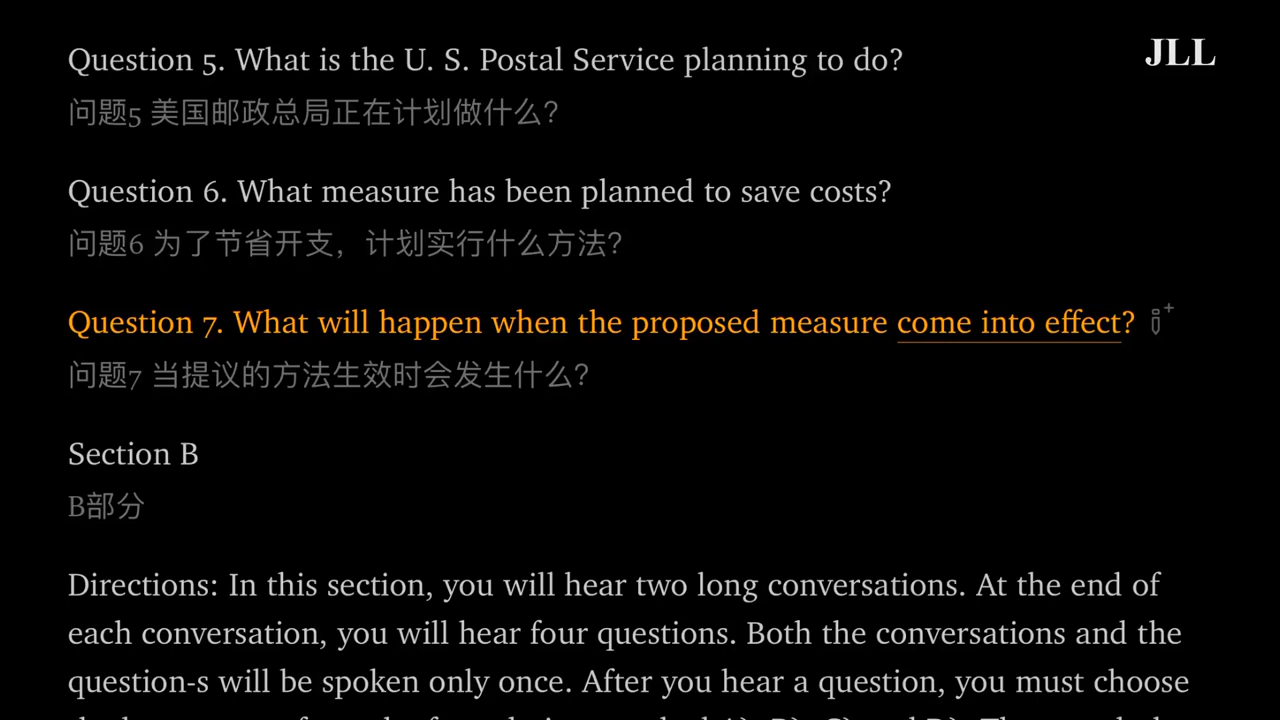 Question 5. What is the U. S. Postal Service planning to do?
JLL
问题5 美国邮政总局正在计划做什么？
Question 6. What measure has been planned to save costs?
问题6 为了节省开支，计划实行什么方法？
Question 7. What will happen when the proposed measure come into effect?
问题7 当提议的方法生效时会发生什么？
Section B
B部分
Directions: In this section, you will hear two long conversations. At the end of
each conversation, you will hear four questions. Both the conversations and the
question-s will be spoken only once. After you hear a question, you must choose